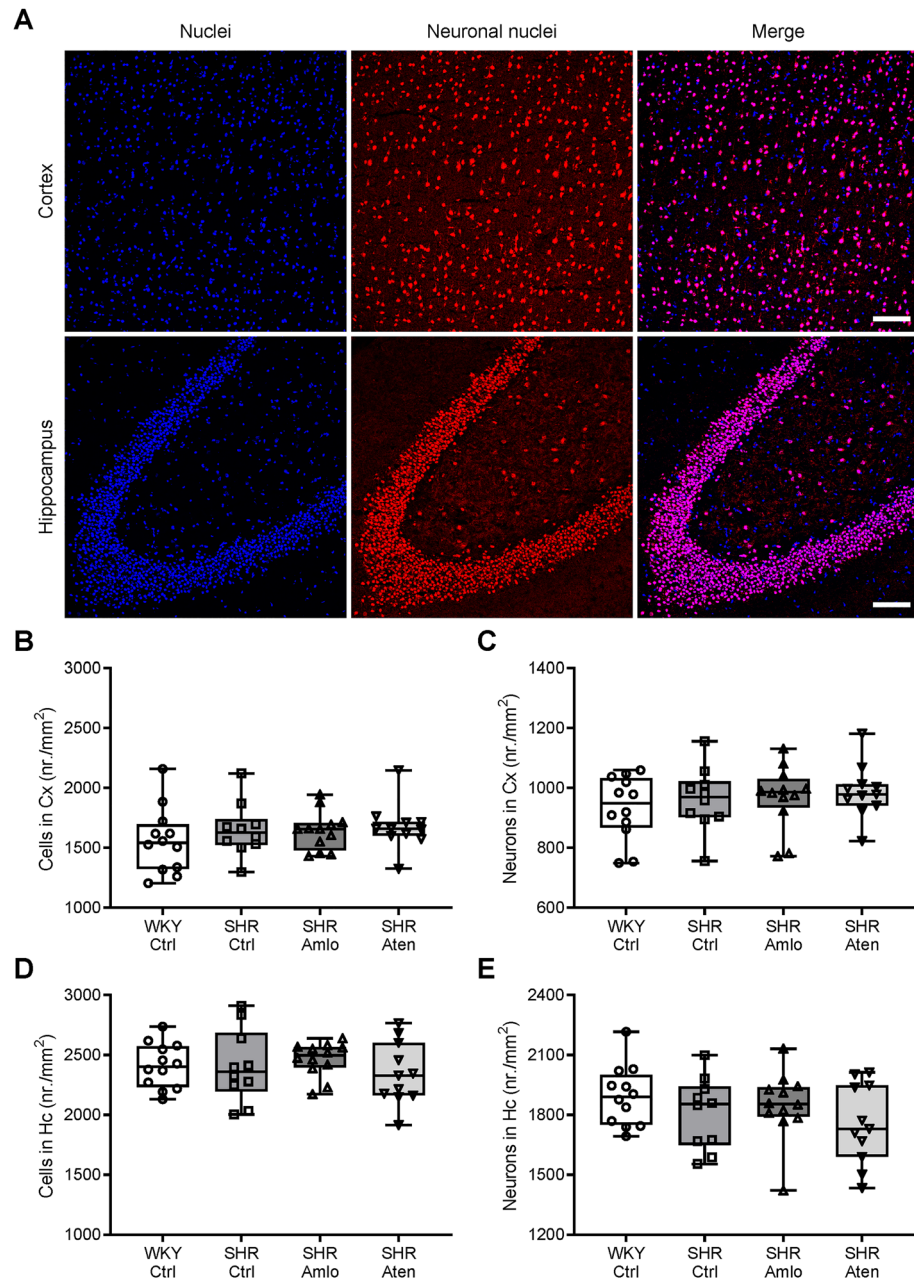 A
Nuclei
Neuronal nuclei
Merge
Cortex
Hippocampus
B
Cells in Cx (nr./mm²)
3000
2500
2000
1500
1000
WKY Ctrl
SHR Ctrl
SHR Amlo
SHR Aten
C
Neurons in Cx (nr./mm²)
1400
1200
1000
800
600
WKY Ctrl
SHR Ctrl
SHR Amlo
SHR Aten
D
Cells in Hc (nr./mm²)
3000
2500
2000
1500
1000
WKY Ctrl
SHR Ctrl
SHR Amlo
SHR Aten
E
Neurons in Hc (nr./mm²)
2400
2100
1800
1500
1200
WKY Ctrl
SHR Ctrl
SHR Amlo
SHR Aten